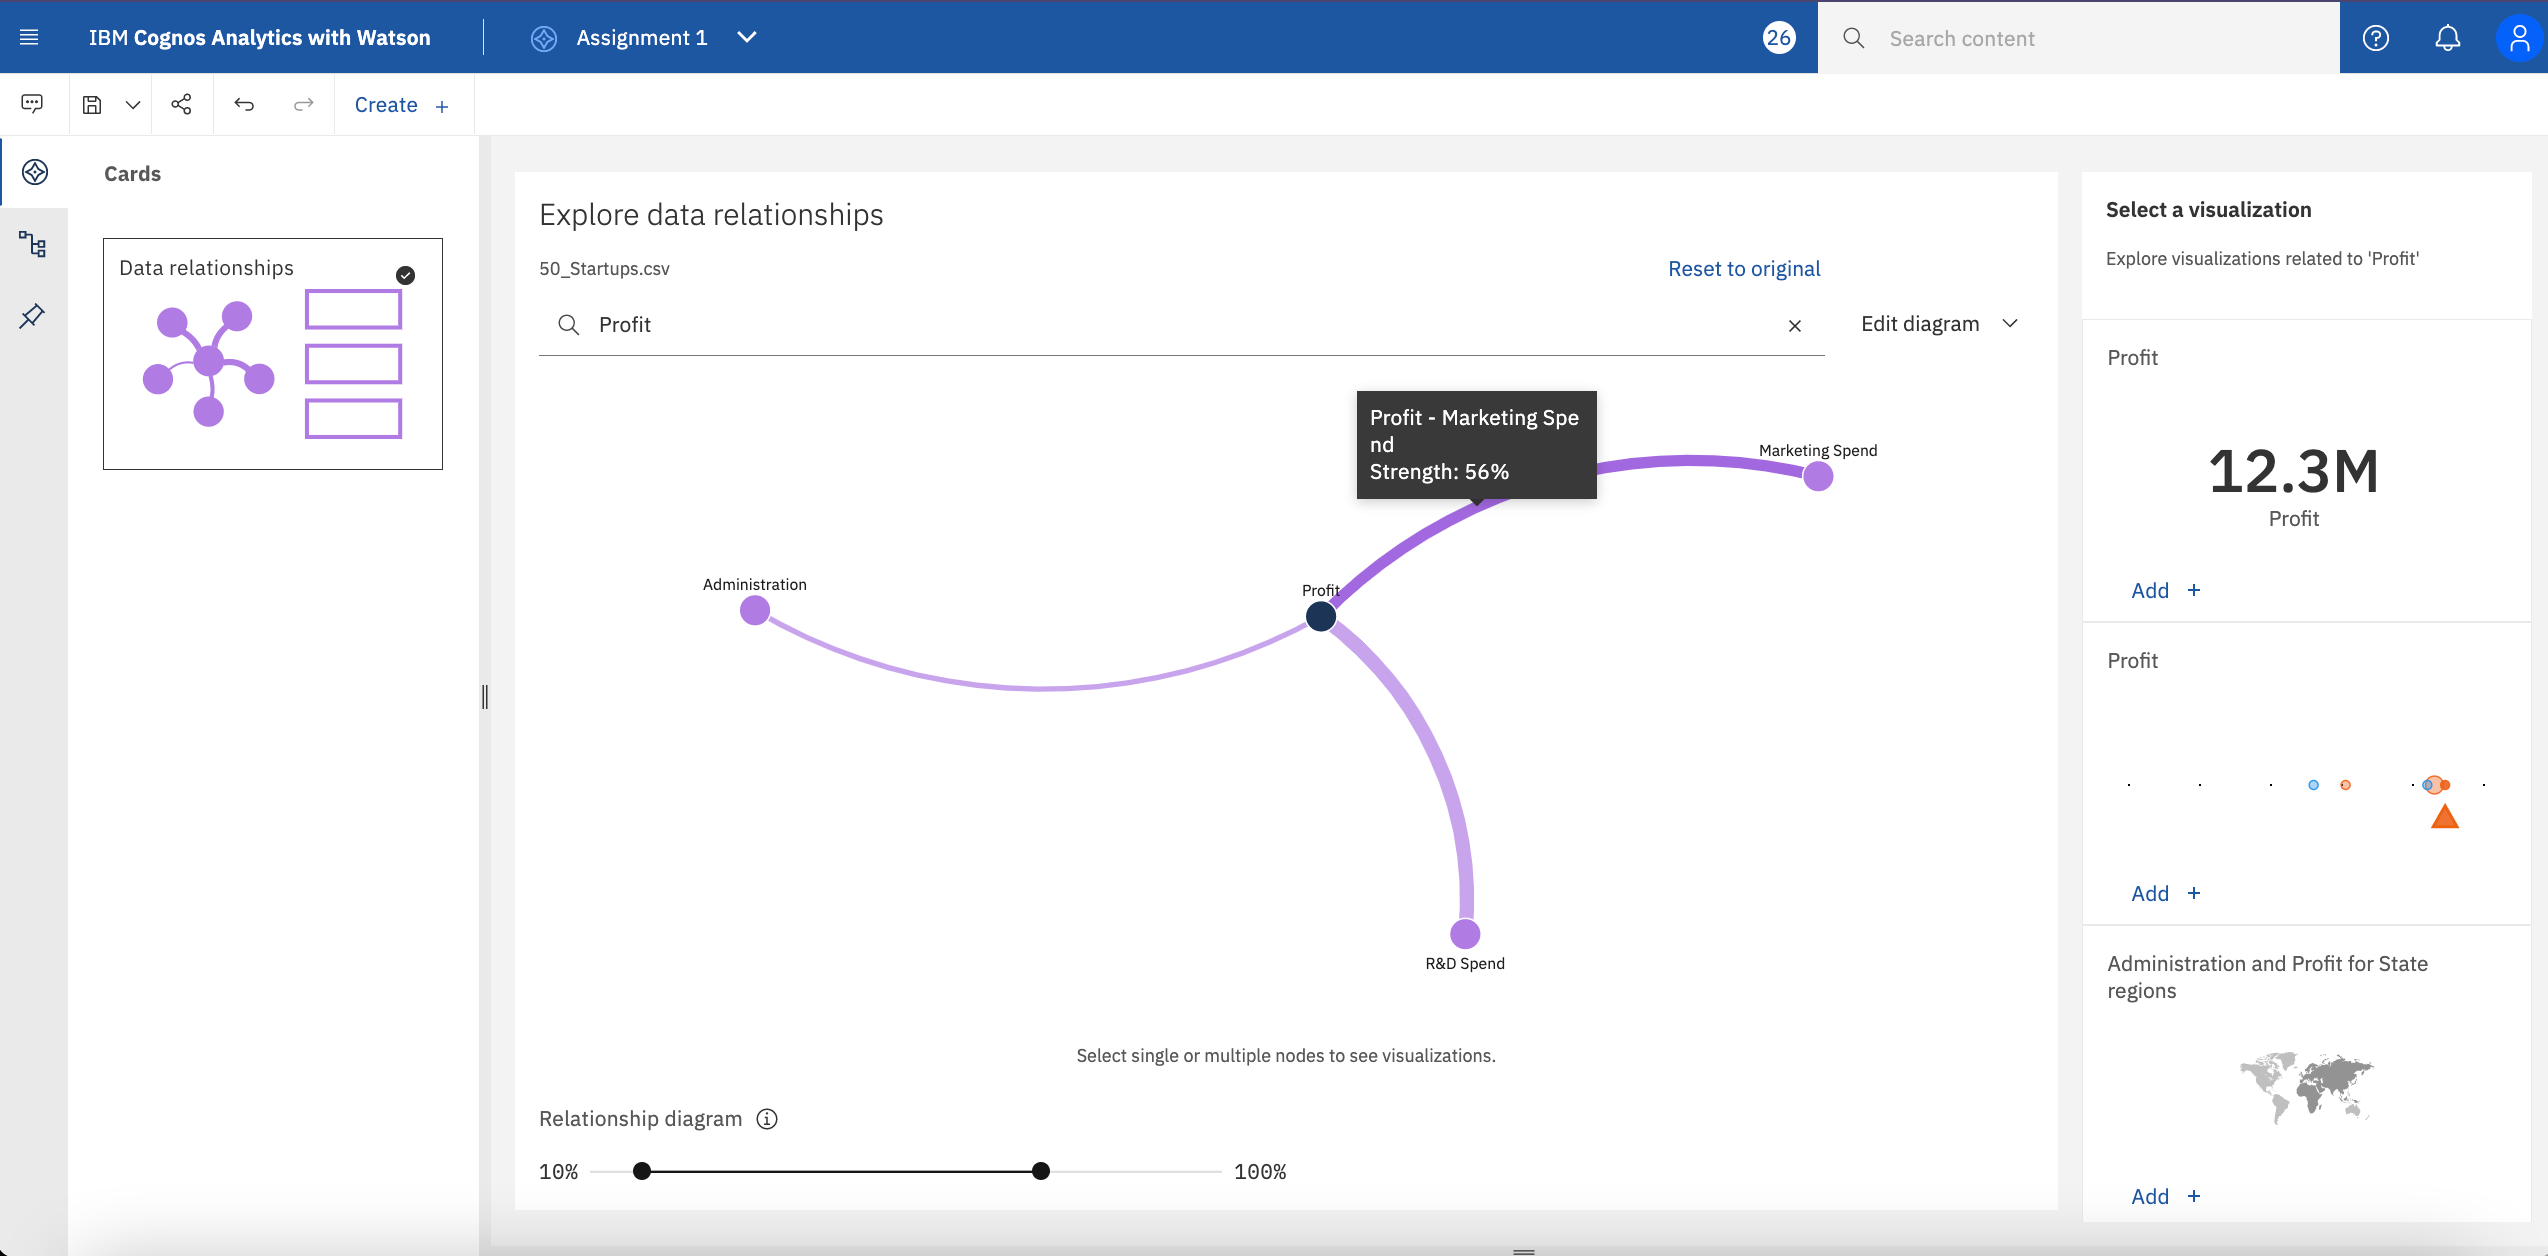 IBM Cognos Analytics with Watson
Assignment 1
26
Search content
Create +
Cards
Data relationships
Explore data relationships
50_Startups.csv
Reset to original
Profit
Edit diagram
Profit - Marketing Spe
nd
Strength: 56%
Marketing Spend
Administration
Profit
R&D Spend
Select single or multiple nodes to see visualizations.
Relationship diagram
10%
100%
Select a visualization
Explore visualizations related to 'Profit'
Profit
12.3M
Profit
Add +
Profit
Add +
Administration and Profit for State
regions
Add +